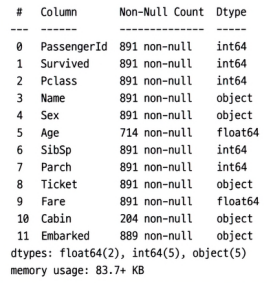 #   Column       Non-Null Count  Dtype
---  ------       --------------  -----
0   PassengerId  891 non-null    int64
1   Survived     891 non-null    int64
2   Pclass       891 non-null    int64
3   Name         891 non-null    object
4   Sex          891 non-null    object
5   Age          714 non-null    float64
6   SibSp        891 non-null    int64
7   Parch        891 non-null    int64
8   Ticket       891 non-null    object
9   Fare         891 non-null    float64
10  Cabin        204 non-null    object
11  Embarked     889 non-null    object
dtypes: float64(2), int64(5), object(5)
memory usage: 83.7+ KB